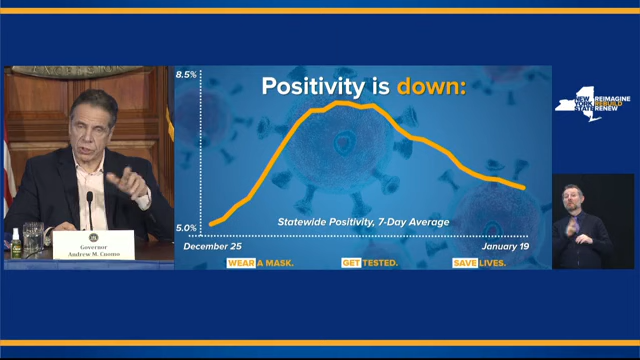 8.5%
Positivity is down:
5.0%
Statewide Positivity, 7-Day Average
December 25
January 19
WEAR A MASK.
GET TESTED.
SAVE LIVES.
Governor
Andrew M. Cuomo
NEW YORK STATE
REIMAGINE
REBUILD
RENEW